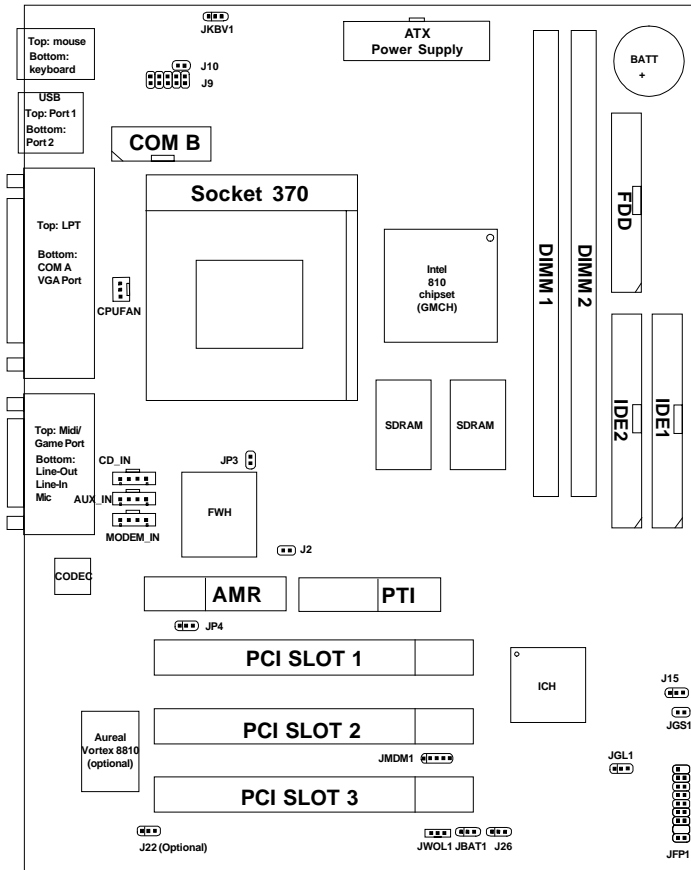 JKBV1
ATX
Power Supply
Top: mouse
Bottom:
keyboard
J10
J9
BATT
+
USB
Top: Port 1
Bottom:
Port 2
COM B
Socket 370
FDD
DIMM 1
DIMM 2
Top: LPT
Bottom:
COM A
VGA Port
Intel
810
chipset
(GMCH)
CPUFAN
SDRAM
SDRAM
IDE2
IDE1
Top: Midi/
Game Port
Bottom:
Line-Out
Line-In
Mic
CD_IN
AUX_IN
MODEM_IN
JP3
FWH
J2
CODEC
AMR
PTI
JP4
PCI SLOT 1
ICH
J15
JGS1
Aureal
Vortex 8810
(optional)
PCI SLOT 2
JMDM1
JGL1
PCI SLOT 3
J22 (Optional)
JWOL1
JBAT1
J26
JFP1